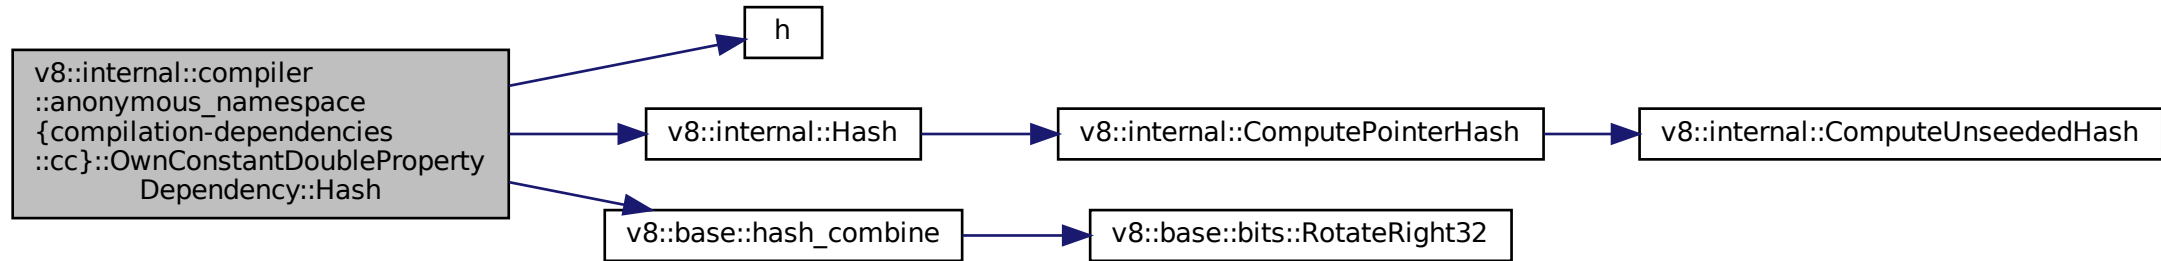 v8::internal::compiler
::anonymous_namespace
{compilation-dependencies
::cc}::OwnConstantDoubleProperty
Dependency::Hash
h
v8::internal::Hash
v8::internal::ComputePointerHash
v8::internal::ComputeUnseededHash
v8::base::hash_combine
v8::base::bits::RotateRight32